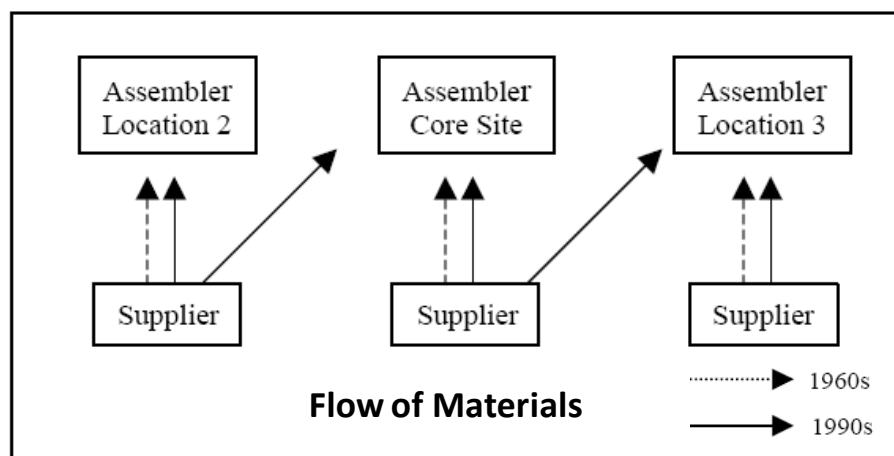 Assembler
Location 2
Assembler
Core Site
Assembler
Location 3
Supplier
Supplier
Supplier
Flow of Materials
1960s
1990s